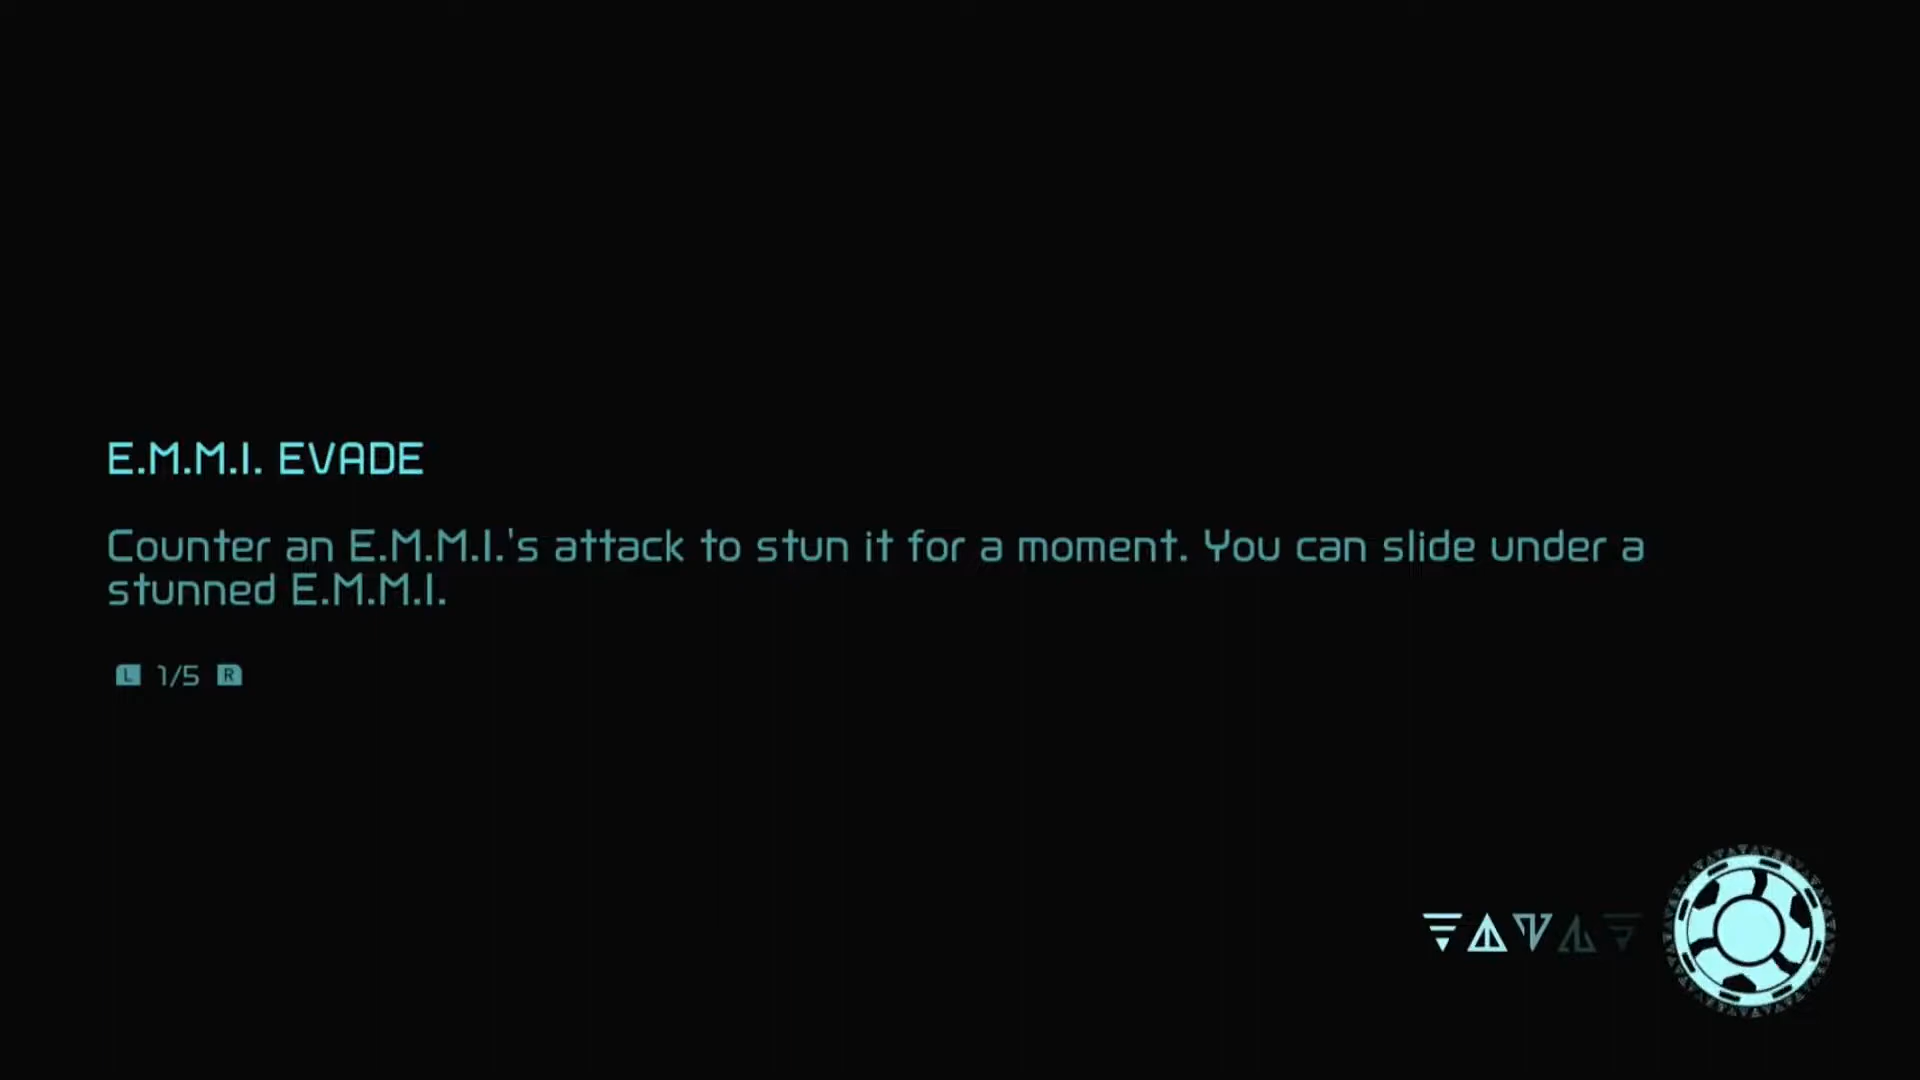 E.M.M.I. EVADE
Counter an E.M.M.I.'s attack to stun it for a moment. You can slide under a
stunned E.M.M.I.
L 1/5 R